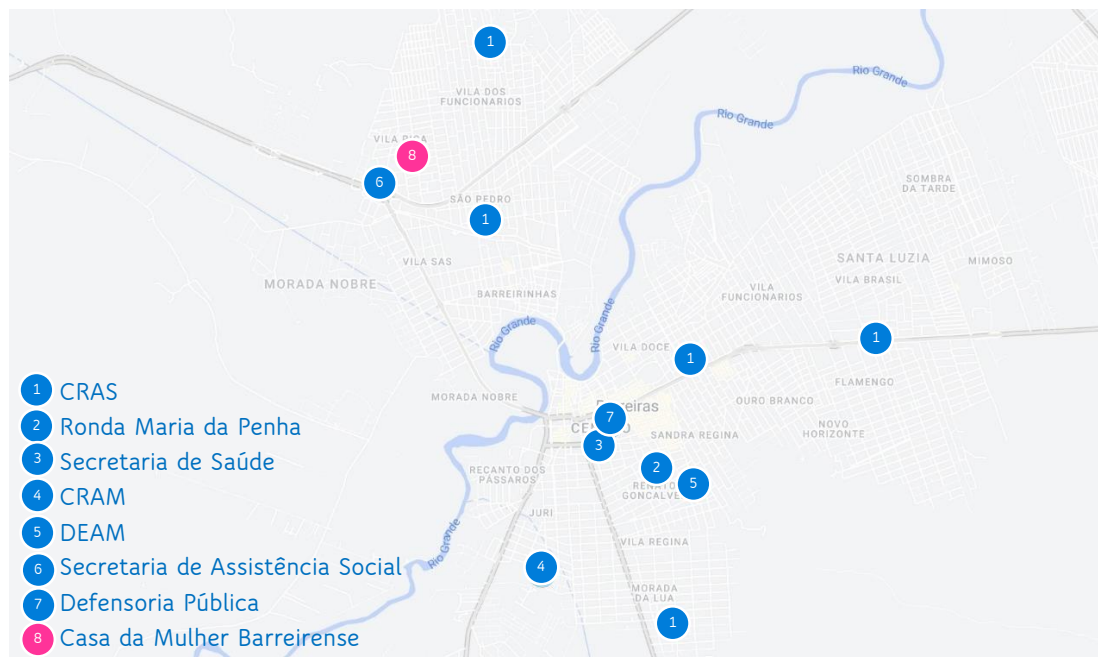 1
VILA DOS
FUNCIONARIOS
Rio Grande
Rio Grande
VILA RICA
8
6
SÃO PEDRO
1
SOMBRA
DA TARDE
VILA SAS
SANTA LUZIA
MIMOSO
MORADA NOBRE
VILA BRASIL
BARREIRINHAS
VILA
FUNCIONARIOS
Rio Grande
Rio Grande
VILA DOCE
1
1
FLAMENGO
MORADA NOBRE
OURO BRANCO
7
3
SANDRA REGINA
NOVO
HORIZONTE
RECANTO DOS
PÁSSAROS
2
5
RENATO
GONCALVES
JURI
Rio Grande
VILA REGINA
4
MORADA
DA LUA
1
1 CRAS
2 Ronda Maria da Penha
3 Secretaria de Saúde
4 CRAM
5 DEAM
6 Secretaria de Assistência Social
7 Defensoria Pública
8 Casa da Mulher Barreirense